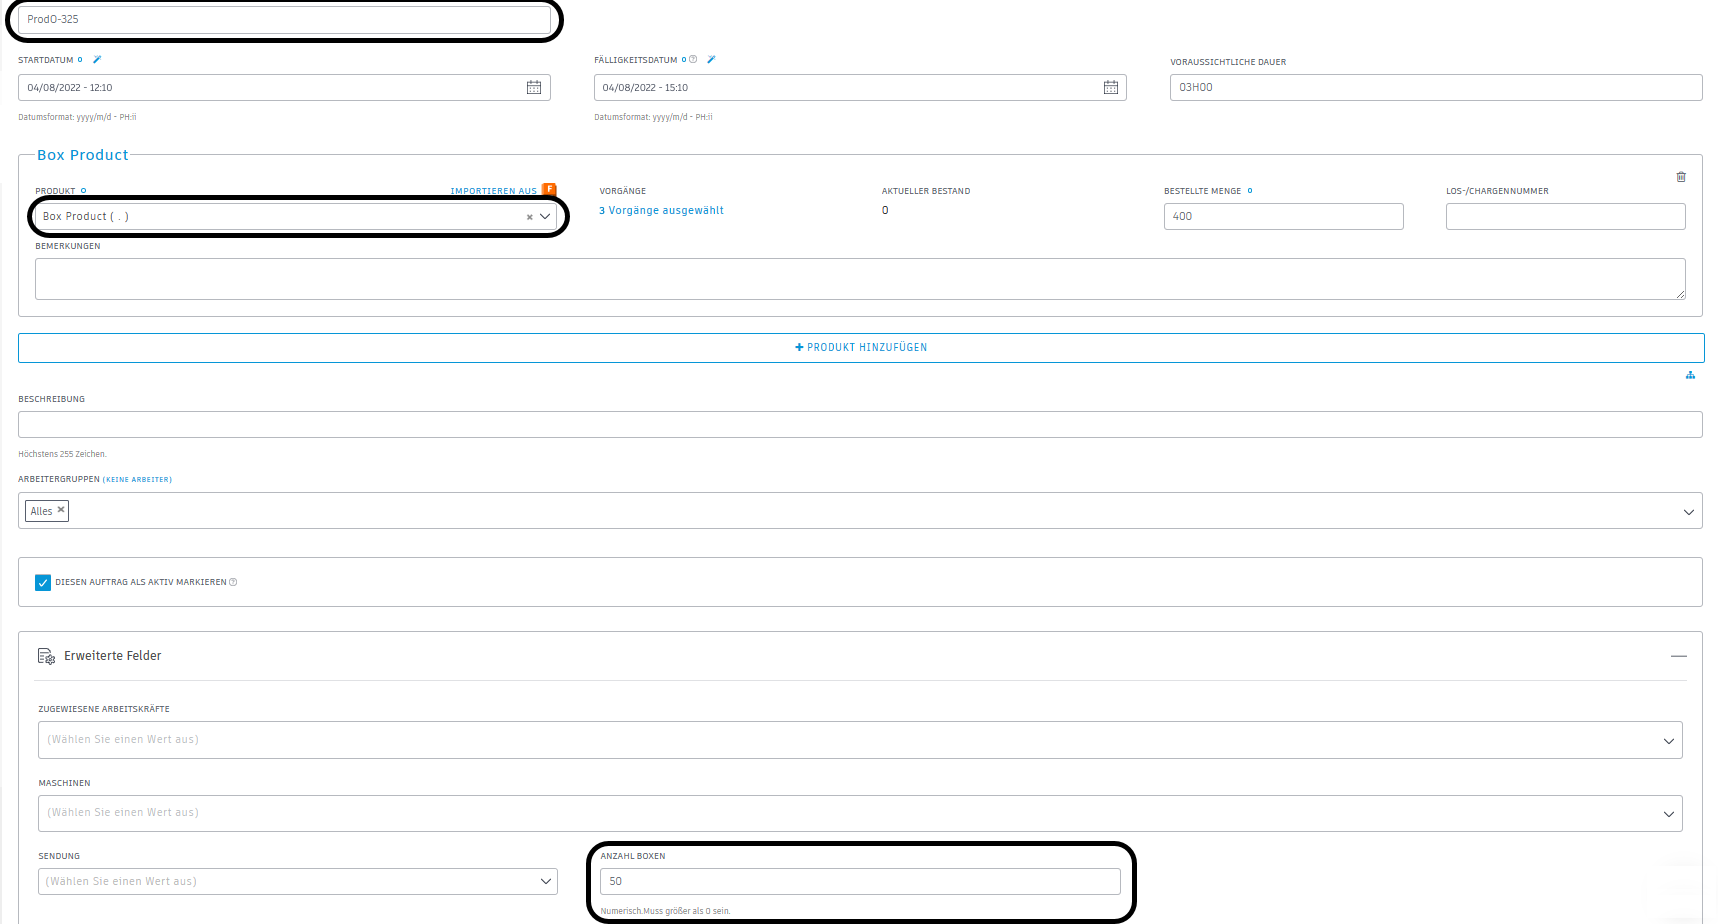 ProdO-325
STARTDATUM
FÄLLIGKEITSDATUM
VORAUSSICHTLICHE DAUER
04/08/2022 - 12:10
04/08/2022 - 15:10
03H00
Datumsformat: yyyy/m/d - PH:ii
Datumsformat: yyyy/m/d - PH:ii
Box Product
PRODUKT
IMPORTIEREN AUS F
VORGÄNGE
AKTUELLER BESTAND
BESTELLTE MENGE
LOS-/CHARGENNUMMER
Box Product ( . )
3 Vorgänge ausgewählt
0
400
BEMERKUNGEN
+ PRODUKT HINZUFÜGEN
BESCHREIBUNG
Höchstens 255 Zeichen.
ARBEITERGRUPPEN (KEINE ARBEITER)
Alles ×
DIESEN AUFTRAG ALS AKTIV MARKIEREN
Erweiterte Felder
ZUGEWIESENE ARBEITSKRÄFTE
(Wählen Sie einen Wert aus)
MASCHINEN
(Wählen Sie einen Wert aus)
SENDUNG
ANZAHL BOXEN
(Wählen Sie einen Wert aus)
50
Numerisch.Muss größer als 0 sein.